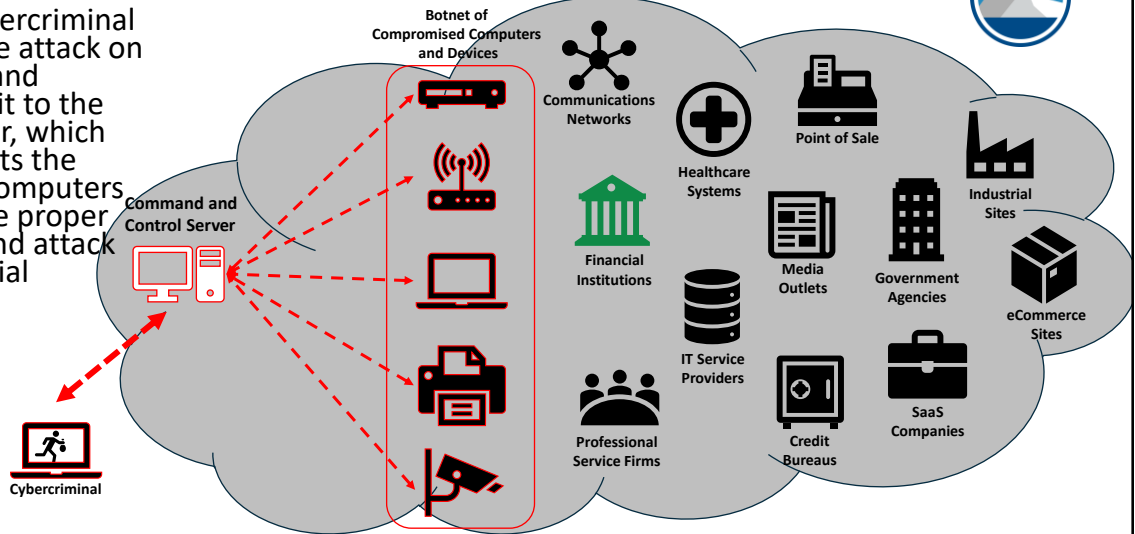 ercriminal
e attack on
and
it to the
r, which
ts the
omputers
e proper
nd attack
ial
Command and
Control Server
Cybercriminal
Botnet of
Compromised Computers
and Devices
Communications
Networks
Healthcare
Systems
Point of Sale
Industrial
Sites
Financial
Institutions
Media
Outlets
Government
Agencies
eCommerce
Sites
IT Service
Providers
Professional
Service Firms
Credit
Bureaus
SaaS
Companies